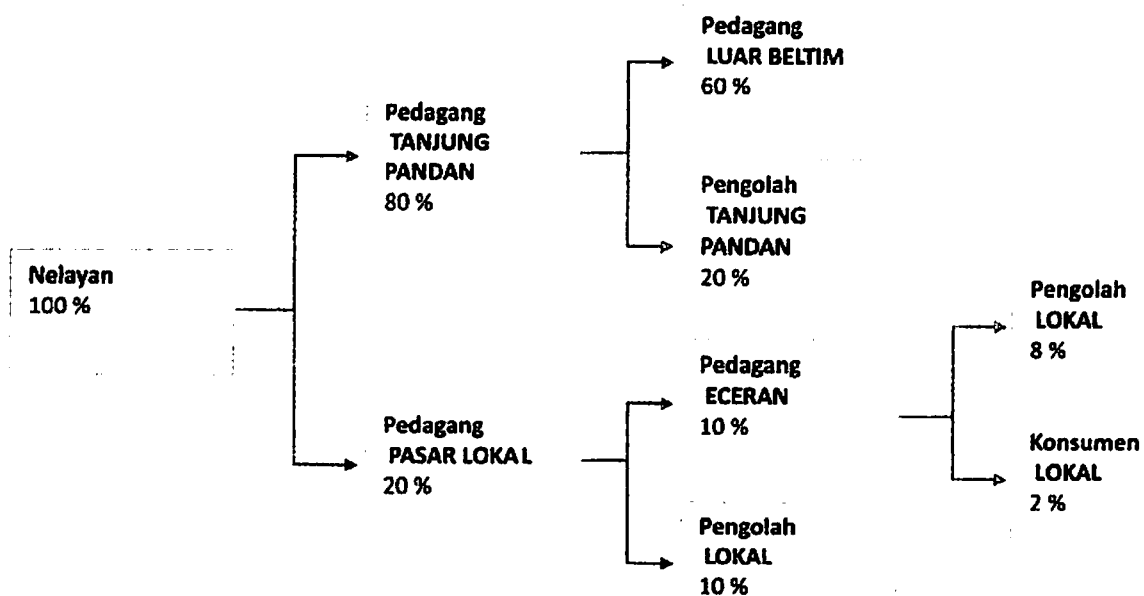 Nelayan
100 %
Pedagang
TANJUNG
PANDAN
80 %
Pedagang
PASAR LOKAL
20 %
Pedagang
LUAR BELTIM
60 %
Pengolah
TANJUNG
PANDAN
20 %
Pedagang
ECERAN
10 %
Pengolah
LOKAL
10 %
Pengolah
LOKAL
8 %
Konsumen
LOKAL
2 %